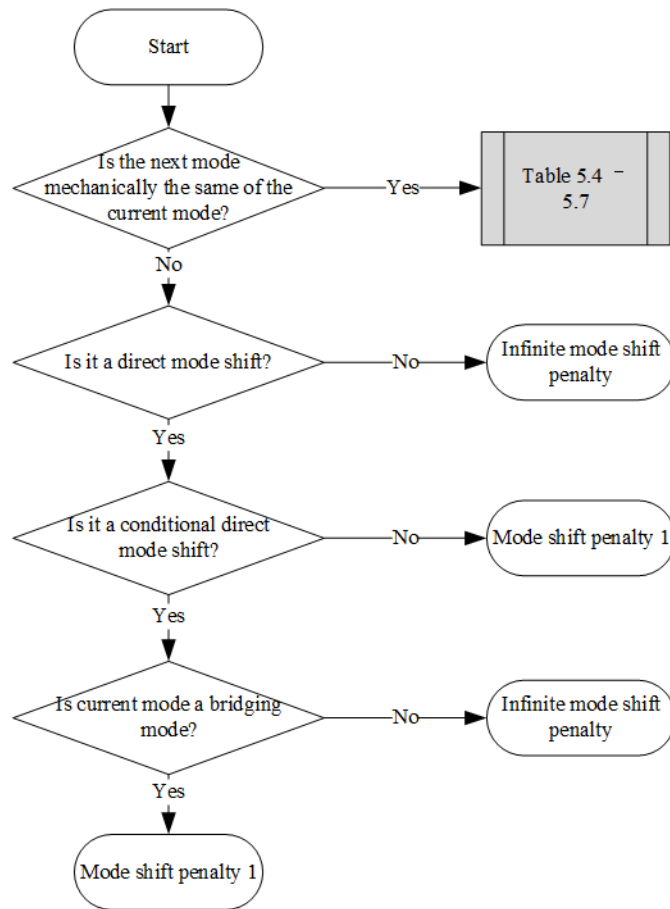 Start
Is the next mode
mechanically the same of the
current mode?
Yes
Table 5.4 –
5.7
No
Is it a direct mode shift?
No
Infinite mode shift
penalty
Yes
Is it a conditional direct
mode shift?
No
Mode shift penalty 1
Yes
Is current mode a bridging
mode?
No
Infinite mode shift
penalty
Yes
Mode shift penalty 1